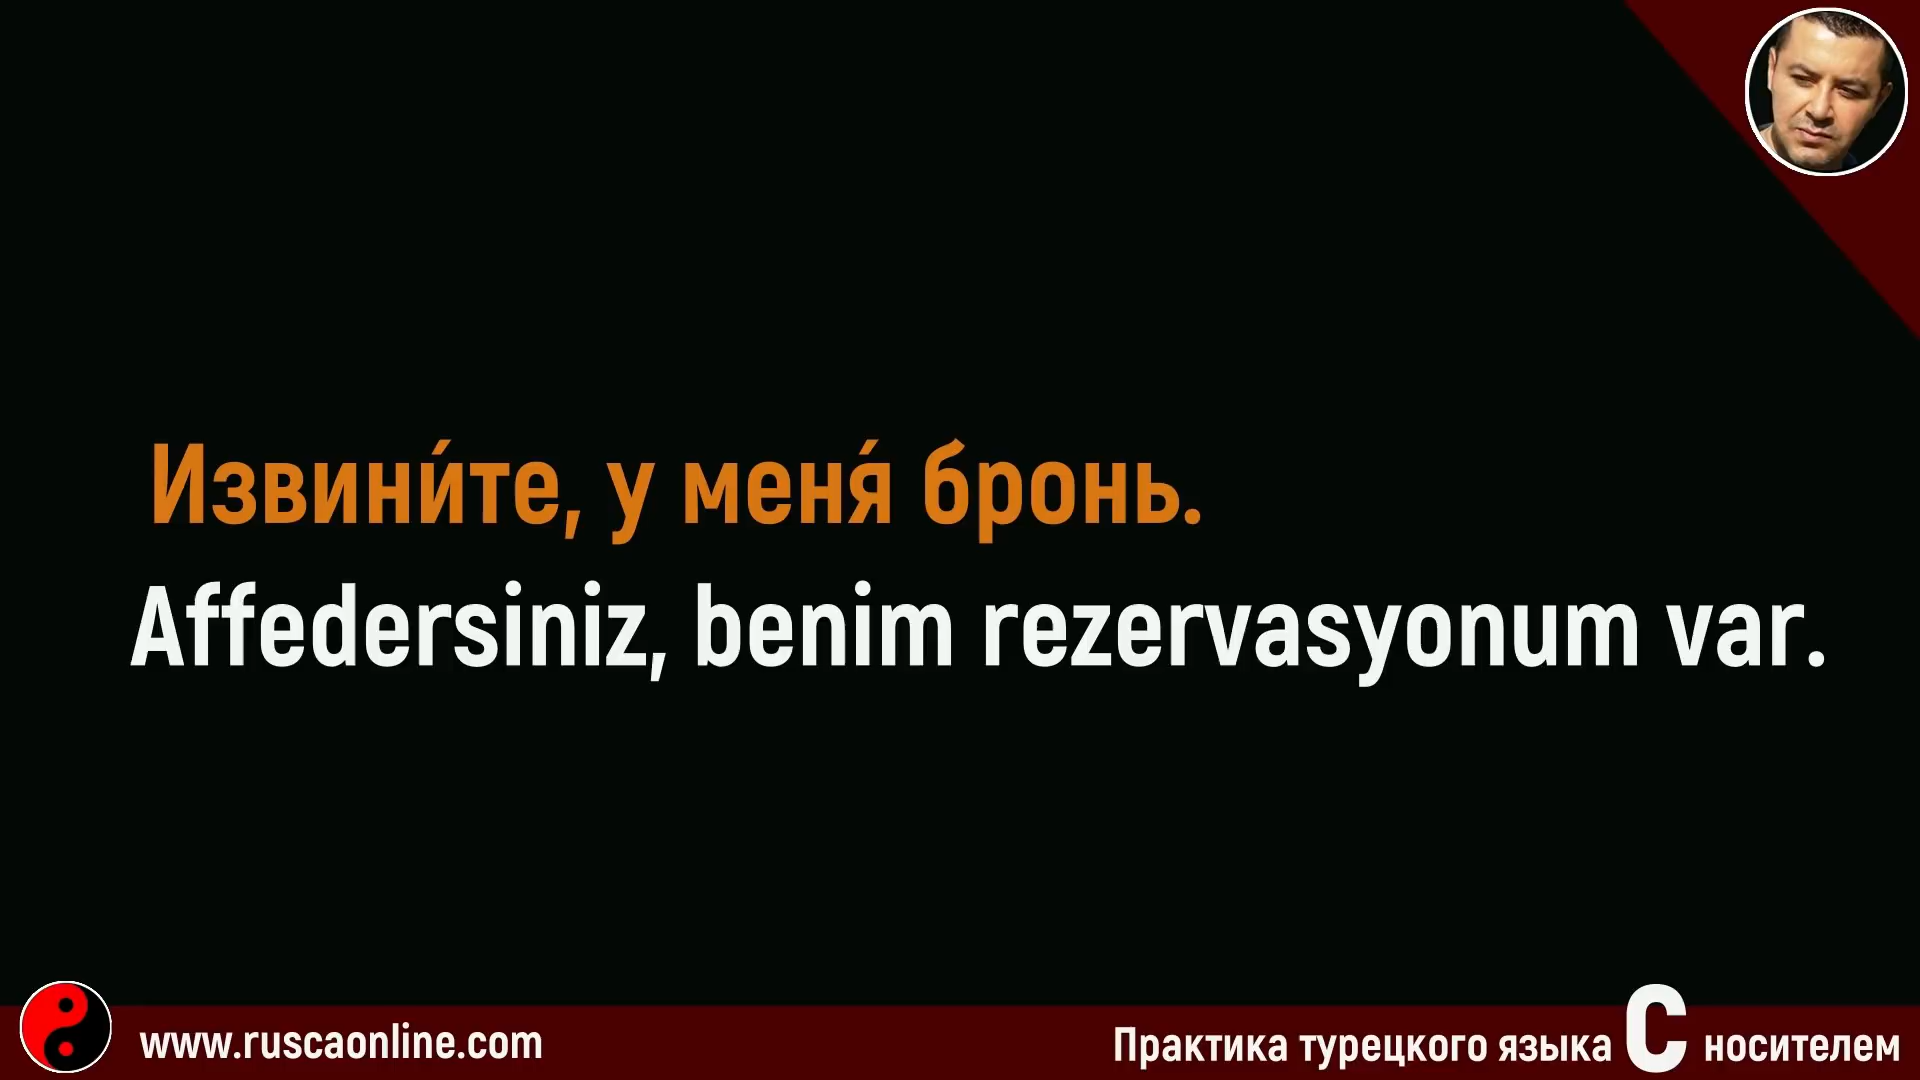 Извини́те, у меня́ бронь.
Affedersiniz, benim rezervasyonum var.
www.ruscaonline.com
Практика турецкого языка С носителем